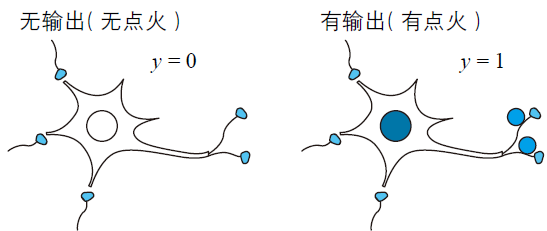 无输出(无点火)
y = 0
有输出(有点火)
y = 1